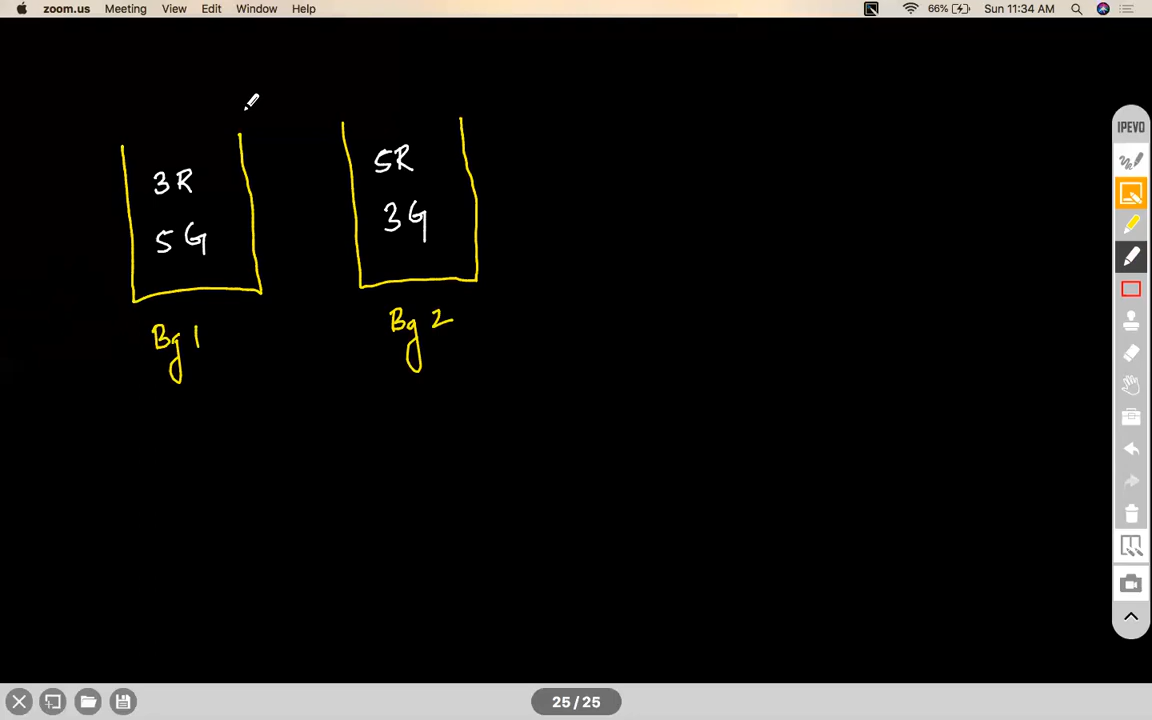 zoom.us Meeting View Edit Window Help 66% Sun 11:34 AM
IPEVO
3R
5G
Bg 1
5R
3G
Bg 2
25 / 25